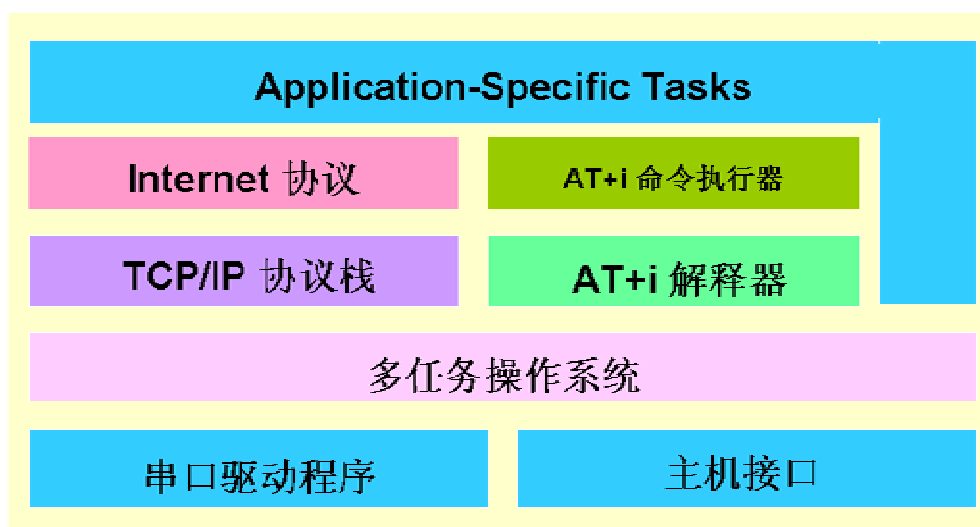 Application-Specific Tasks
Internet 协议
AT+i 命令执行器
TCP/IP 协议栈
AT+i 解释器
多任务操作系统
串口驱动程序
主机接口